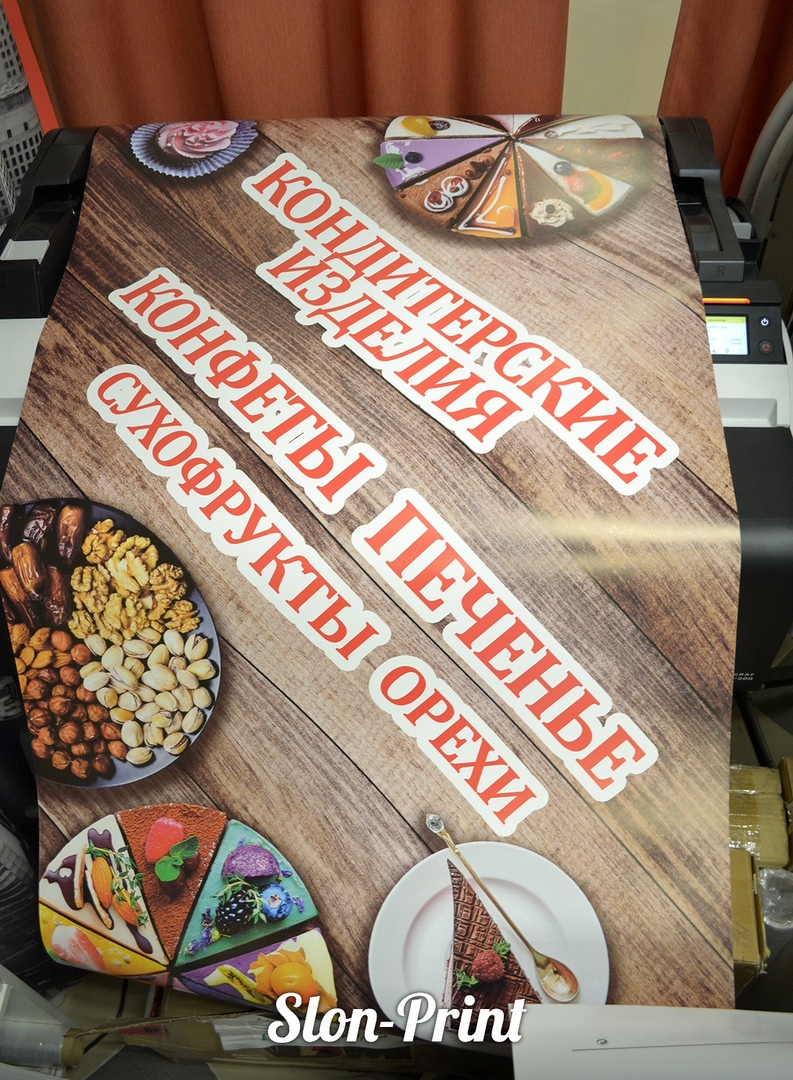 КОНДИТЕРСКИЕ
ИЗДЕЛИЯ
КОНФЕТЫ ПЕЧЕНЬЕ
СУХОФРУКТЫ ОРЕХИ
Slon-Print